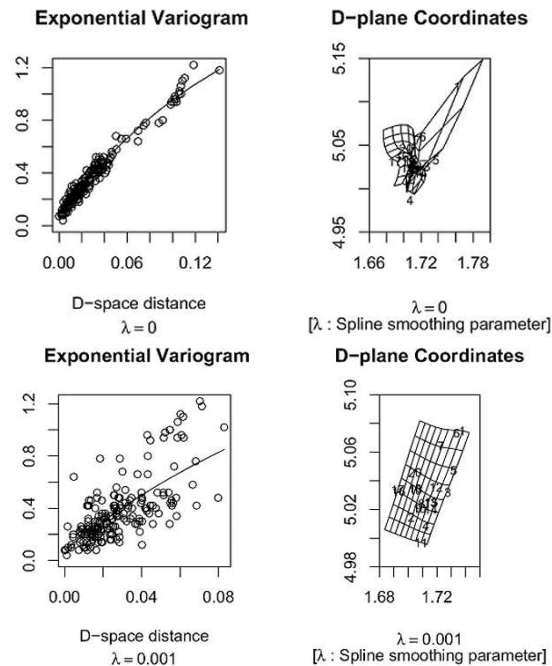 Exponential Variogram
D-plane Coordinates
1.2
0.8
0.4
0.0
0.00 0.06 0.12
D-space distance
λ = 0
5.15
5.05
4.95
1.66 1.72 1.78
λ = 0
[λ : Spline smoothing parameter]
Exponential Variogram
D-plane Coordinates
1.2
0.8
0.4
0.0
0.00 0.04 0.08
D-space distance
λ = 0.001
5.10
5.06
5.02
4.98
1.68 1.72
λ = 0.001
[λ : Spline smoothing parameter]